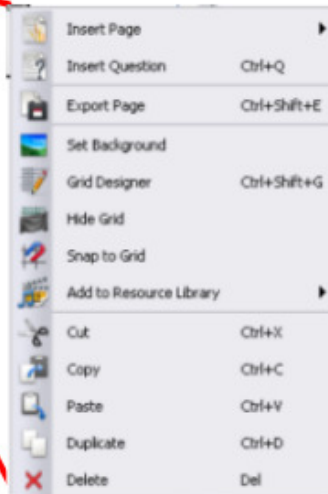 Insert Page
Insert Question Ctrl+Q
Export Page Ctrl+Shift+E
Set Background
Grid Designer Ctrl+Shift+G
Hide Grid
Snap to Grid
Add to Resource Library
Cut Ctrl+X
Copy Ctrl+C
Paste Ctrl+V
Duplicate Ctrl+D
Delete Del